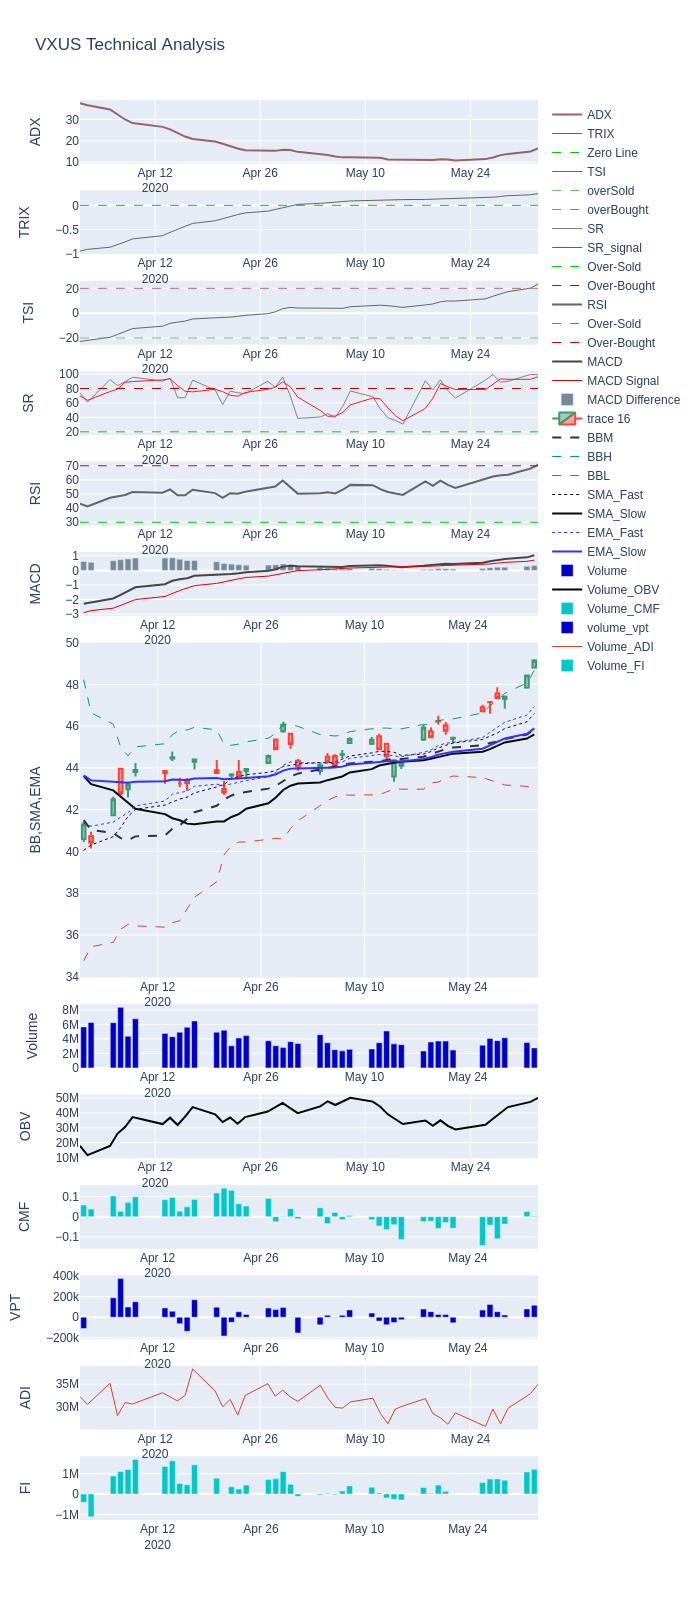 VXUS Technical Analysis
ADX
30
20
10
Apr 12
2020
Apr 26
May 10
May 24
TRIX
0
−0.5
−1
Apr 12
2020
Apr 26
May 10
May 24
TSI
20
0
−20
Apr 12
2020
Apr 26
May 10
May 24
SR
100
80
60
40
20
Apr 12
2020
Apr 26
May 10
May 24
RSI
70
60
50
40
30
Apr 12
2020
Apr 26
May 10
May 24
MACD
1
0
−1
−2
−3
Apr 12
2020
Apr 26
May 10
May 24
BB,SMA,EMA
50
48
46
44
42
40
38
36
34
Apr 12
2020
Apr 26
May 10
May 24
Volume
8M
6M
4M
2M
0
Apr 12
2020
Apr 26
May 10
May 24
OBV
50M
40M
30M
20M
10M
Apr 12
2020
Apr 26
May 10
May 24
CMF
0.1
0
−0.1
Apr 12
2020
Apr 26
May 10
May 24
VPT
400k
200k
0
−200k
Apr 12
2020
Apr 26
May 10
May 24
ADI
35M
30M
Apr 12
2020
Apr 26
May 10
May 24
FI
1M
0
−1M
Apr 12
2020
Apr 26
May 10
May 24
ADX
TRIX
Zero Line
TSI
overSold
overBought
SR
SR_signal
Over-Sold
Over-Bought
RSI
Over-Sold
Over-Bought
MACD
MACD Signal
MACD Difference
trace 16
BBM
BBH
BBL
SMA_Fast
SMA_Slow
EMA_Fast
EMA_Slow
Volume
Volume_OBV
Volume_CMF
volume_vpt
Volume_ADI
Volume_FI